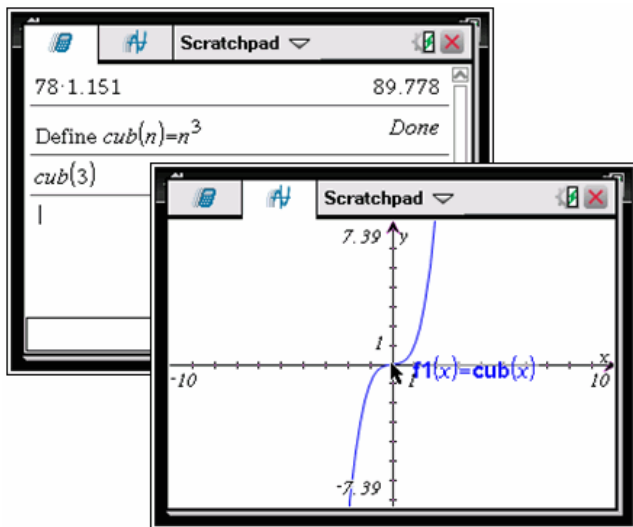 Scratchpad
78·1.151 89.778
Define cub(n)=n³ Done
cub(3)
Scratchpad
7.39 y
1
x
-10 1 f1(x)=cub(x) 10
-7.39